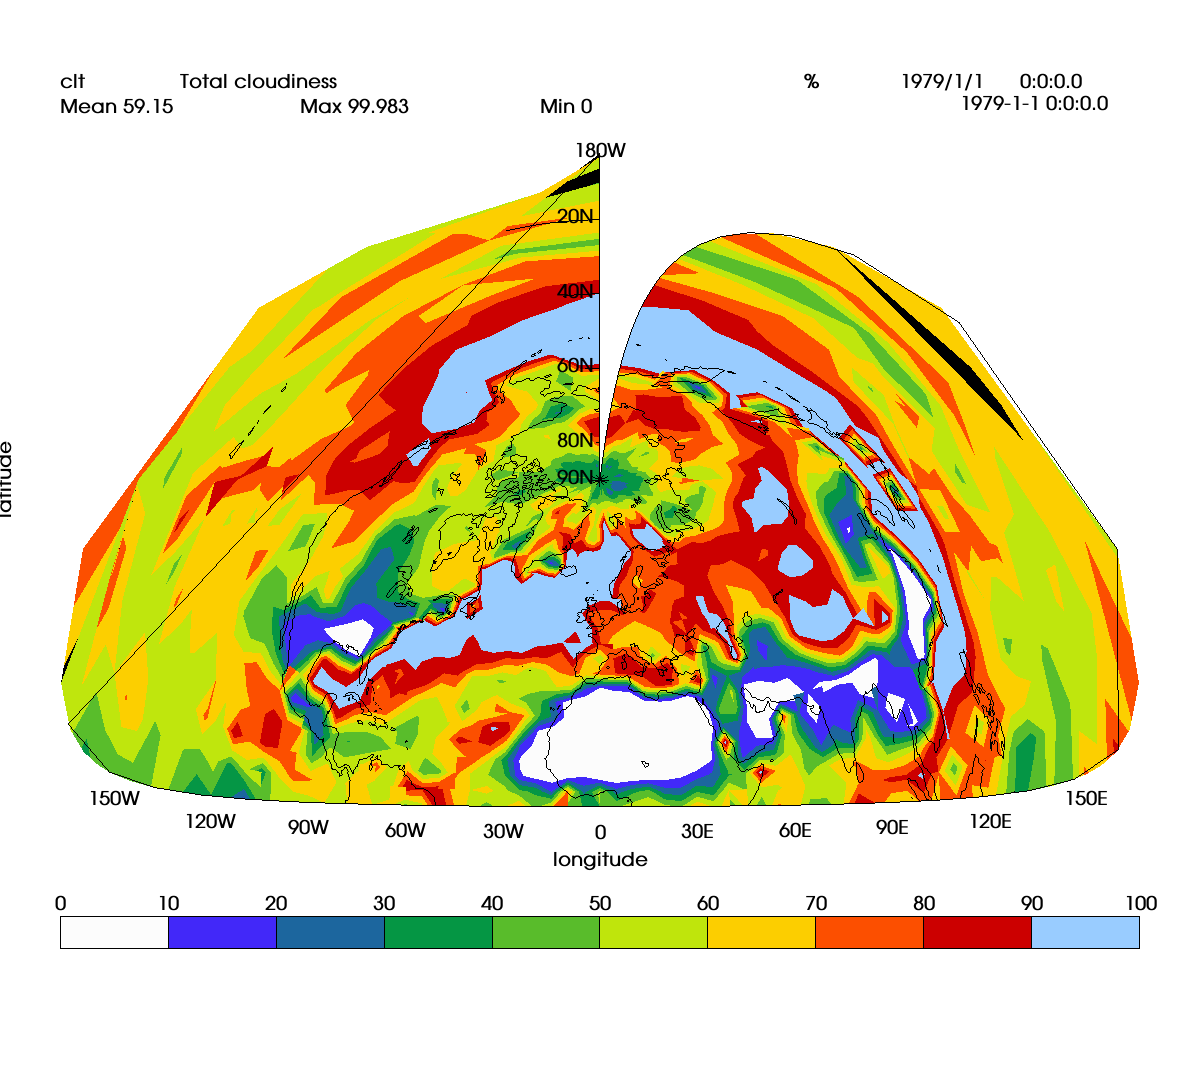 clt Total cloudiness % 1979/1/1 0:0:0.0
Mean 59.15 Max 99.983 Min 0 1979-1-1 0:0:0.0
180W
20N
40N
60N
80N
90N
latitude
150W 120W 90W 60W 30W 0 30E 60E 90E 120E 150E
longitude
0 10 20 30 40 50 60 70 80 90 100